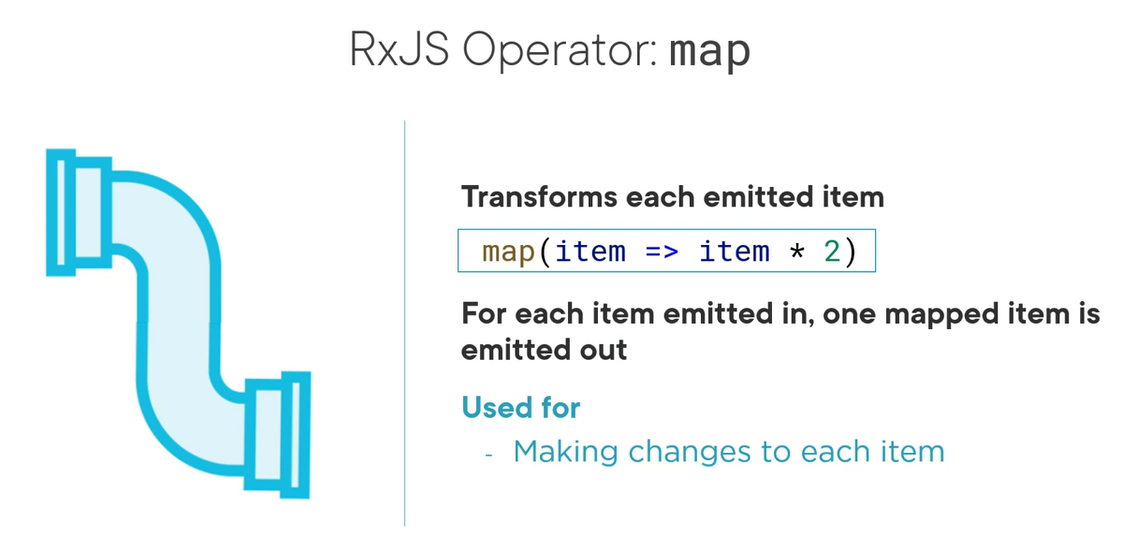 RxJS Operator: map
Transforms each emitted item
map(item => item * 2)
For each item emitted in, one mapped item is
emitted out
Used for
- Making changes to each item